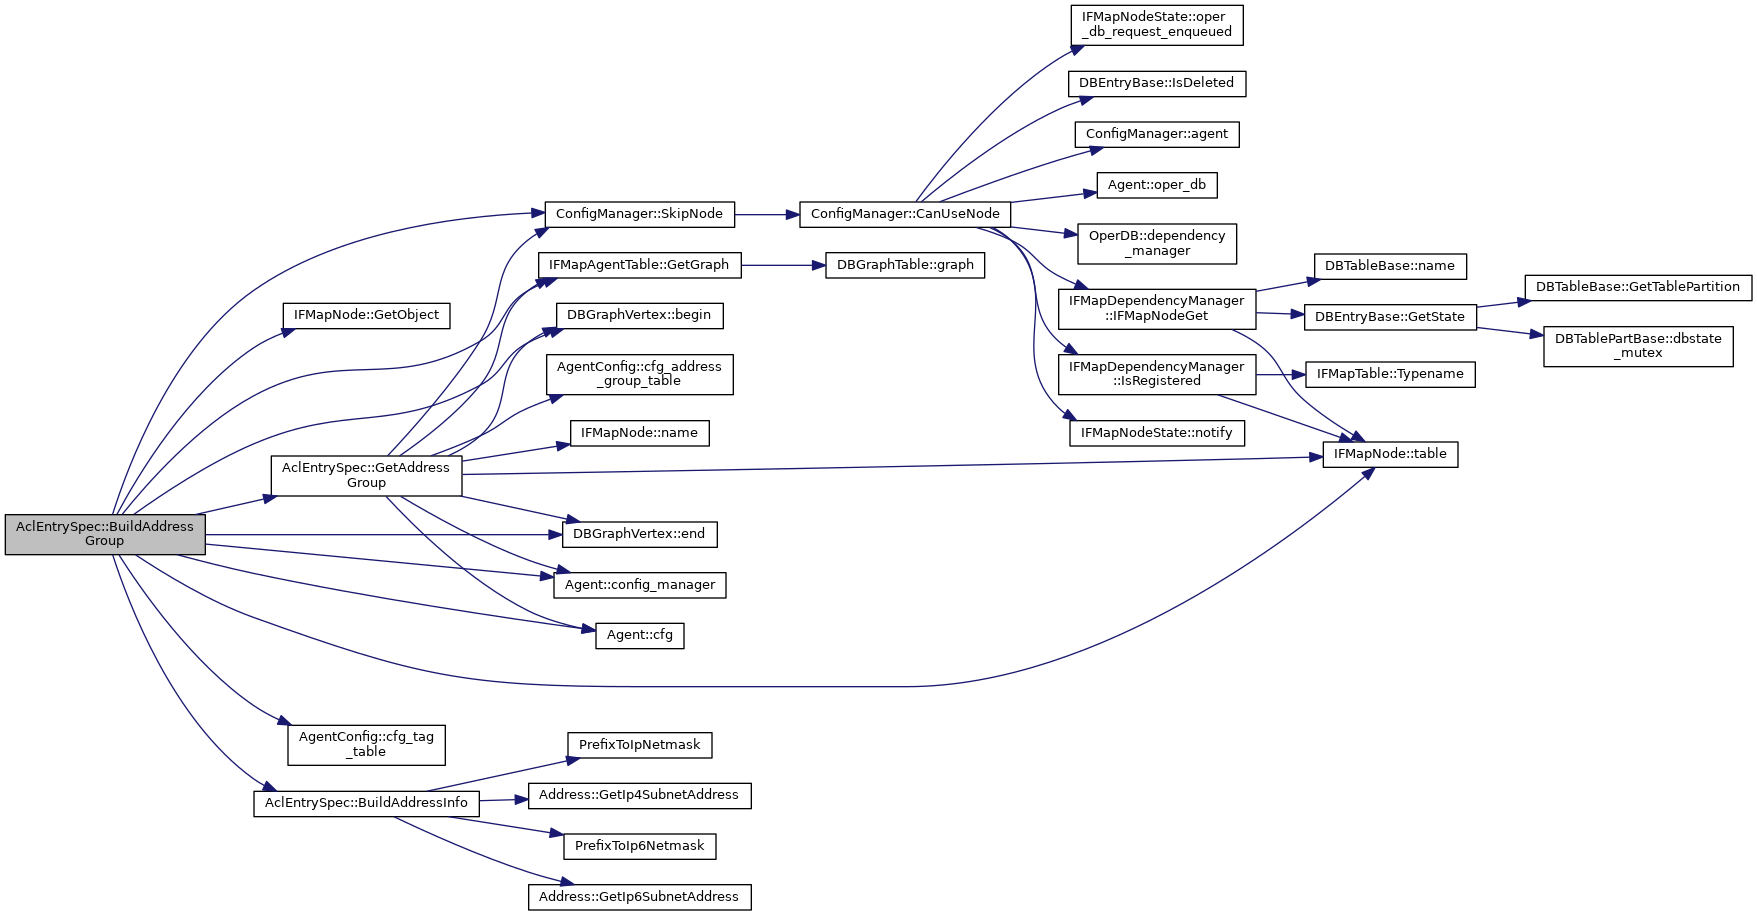 IFMapNodeState::oper
_db_request_enqueued
DBEntryBase::IsDeleted
ConfigManager::agent
Agent::oper_db
ConfigManager::SkipNode
ConfigManager::CanUseNode
OperDB::dependency
_manager
IFMapAgentTable::GetGraph
DBGraphTable::graph
DBTableBase::name
DBTableBase::GetTablePartition
IFMapDependencyManager
::IFMapNodeGet
IFMapNode::GetObject
DBGraphVertex::begin
DBEntryBase::GetState
DBTablePartBase::dbstate
_mutex
AgentConfig::cfg_address
_group_table
IFMapDependencyManager
::IsRegistered
IFMapTable::Typename
IFMapNode::name
IFMapNodeState::notify
IFMapNode::table
AclEntrySpec::GetAddress
Group
AclEntrySpec::BuildAddress
Group
DBGraphVertex::end
Agent::config_manager
Agent::cfg
AgentConfig::cfg_tag
_table
PrefixToIpNetmask
AclEntrySpec::BuildAddressInfo
Address::GetIp4SubnetAddress
PrefixToIp6Netmask
Address::GetIp6SubnetAddress